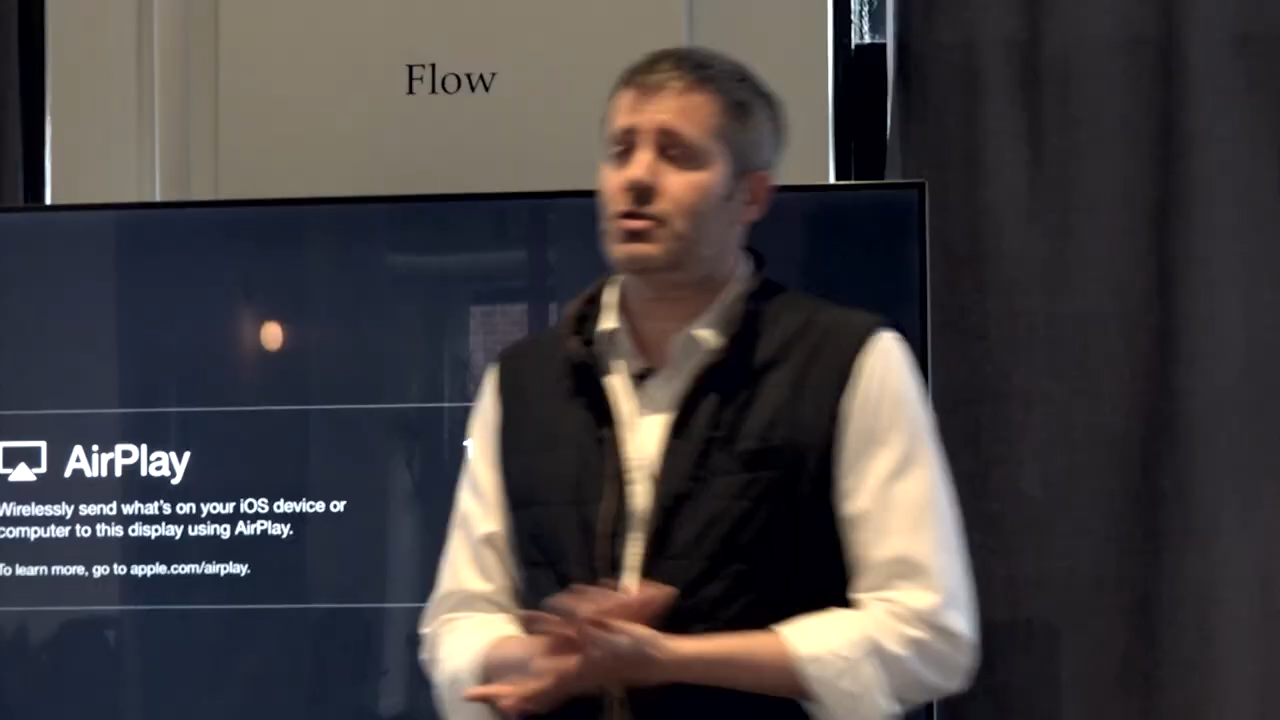 Flow
AirPlay
Wirelessly send what's on your iOS device or
computer to this display using AirPlay.
To learn more, go to apple.com/airplay.